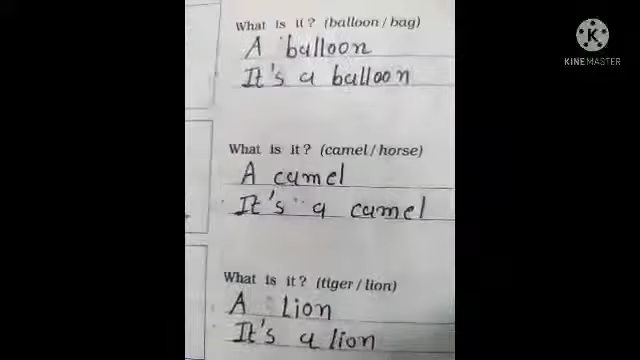 What is it? (balloon / bag)
A balloon
It's a balloon
What is it? (camel / horse)
A camel
It's a camel
What is it? (tiger / lion)
A Lion
It's a lion
K
KINEMASTER